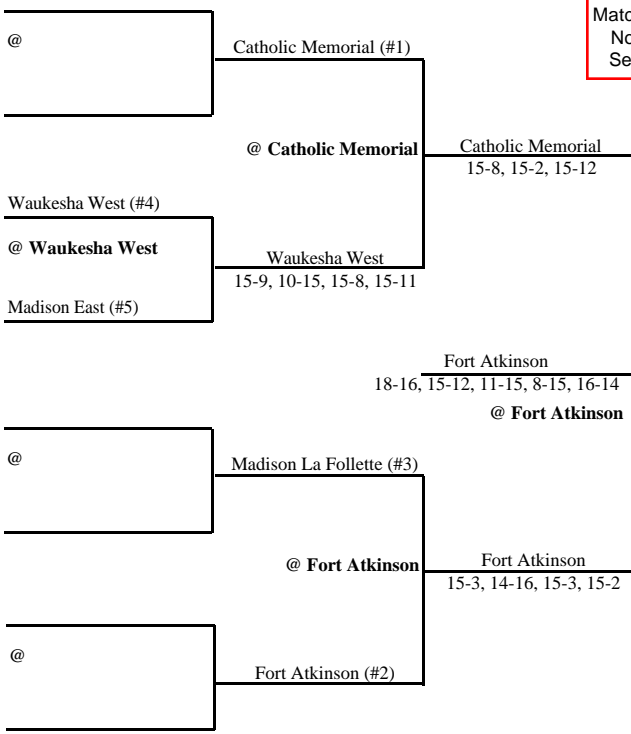 @
Catholic Memorial (#1)
@ Catholic Memorial
Catholic Memorial
15-8, 15-2, 15-12
Waukesha West (#4)
@ Waukesha West
Waukesha West
15-9, 10-15, 15-8, 15-11
Madison East (#5)
Fort Atkinson
18-16, 15-12, 11-15, 8-15, 16-14
@ Fort Atkinson
@
Madison La Follette (#3)
@ Fort Atkinson
Fort Atkinson
15-3, 14-16, 15-3, 15-2
@
Fort Atkinson (#2)